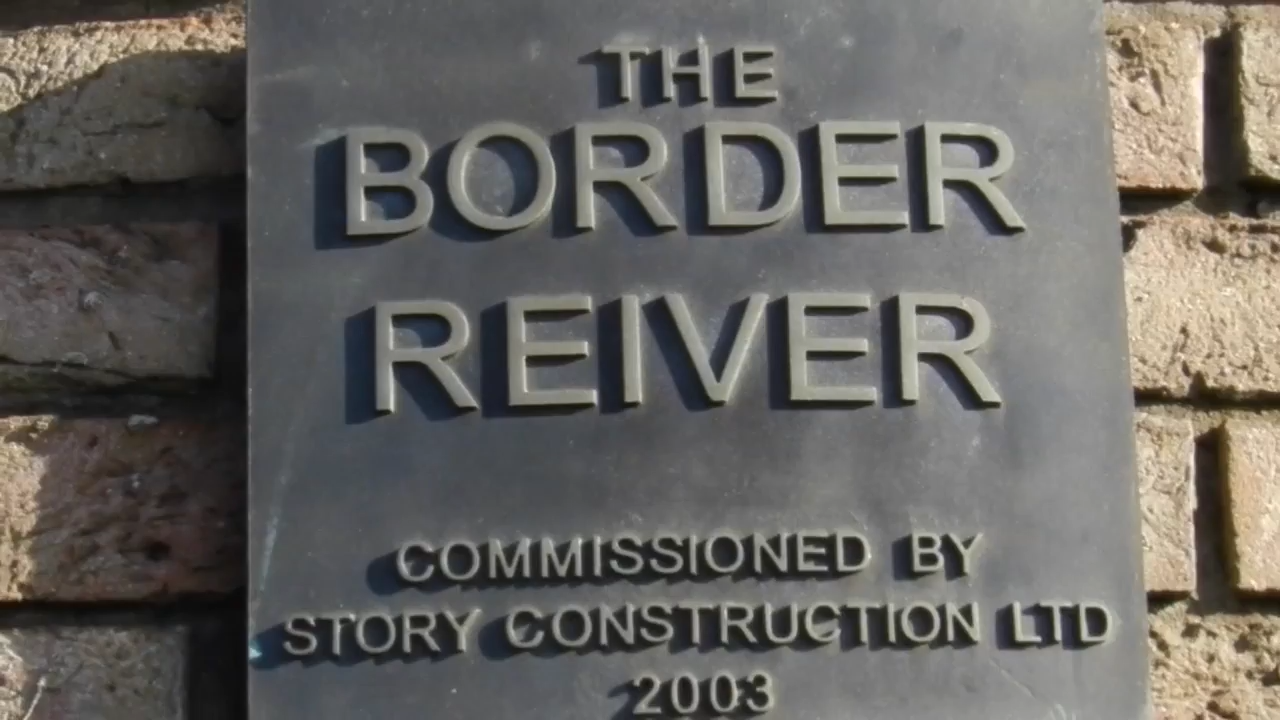 THE
BORDER
REIVER
COMMISSIONED BY
STORY CONSTRUCTION LTD
2003